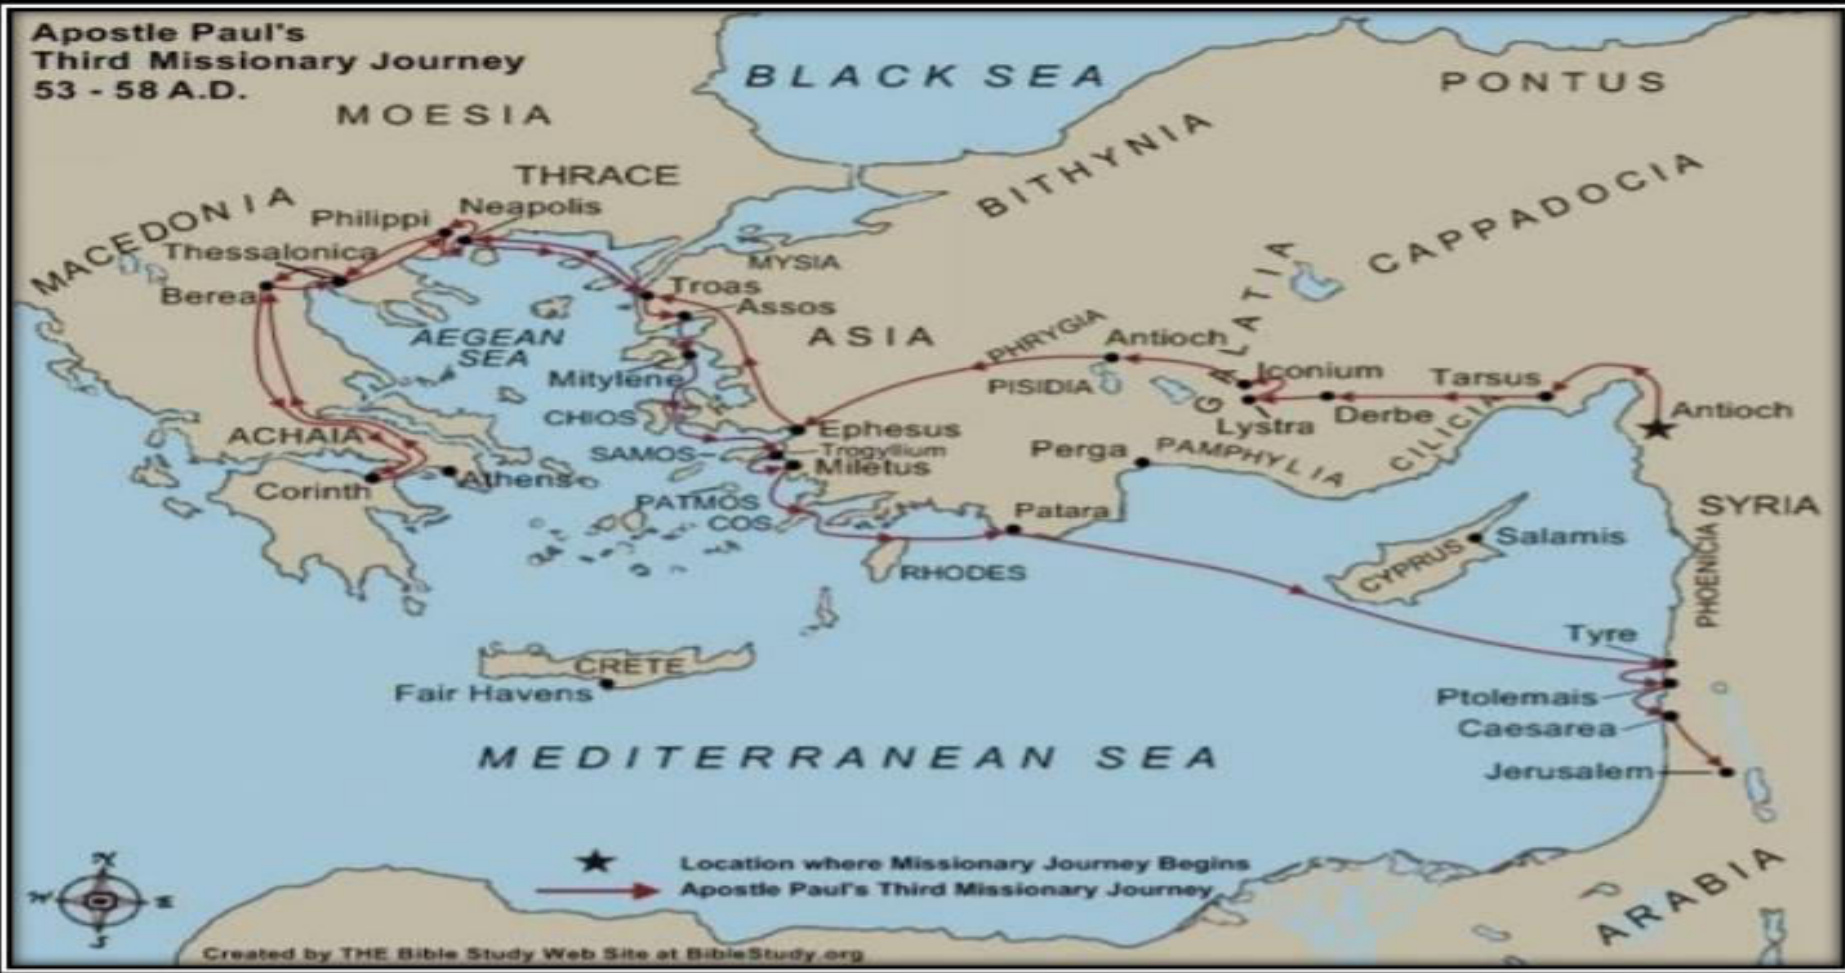 Apostle Paul's
Third Missionary Journey
53 - 58 A.D.
BLACK SEA
PONTUS
MOESIA
BITHYNIA
THRACE
CAPPADOCIA
MACEDONIA
Neapolis
Philippi
Thessalonica
MYSIA
GALATIA
Berea
Troas
Assos
AEGEAN
SEA
ASIA
PHRYGIA
Antioch
Mitylene
PISIDIA
Iconium
Tarsus
CHIOS
Lystra
Derbe
CILICIA
Antioch
ACHAIA
Ephesus
SAMOS
Trogyllium
Miletus
Perga
PAMPHYLIA
Corinth
Athens
PATMOS
COS
Patara
SYRIA
Salamis
CYPRUS
PHOENICIA
RHODES
Tyre
CRETE
Fair Havens
Ptolemais
Caesarea
MEDITERRANEAN SEA
Jerusalem
ARABIA
N
W
E
S
Location where Missionary Journey Begins
Apostle Paul's Third Missionary Journey
Created by THE Bible Study Web Site at BibleStudy.org